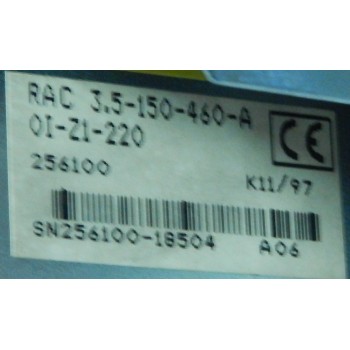 RAC 3.5-150-460-A
0I-Z1-220
CE
256100
K11/97
SN256100-18504 A06